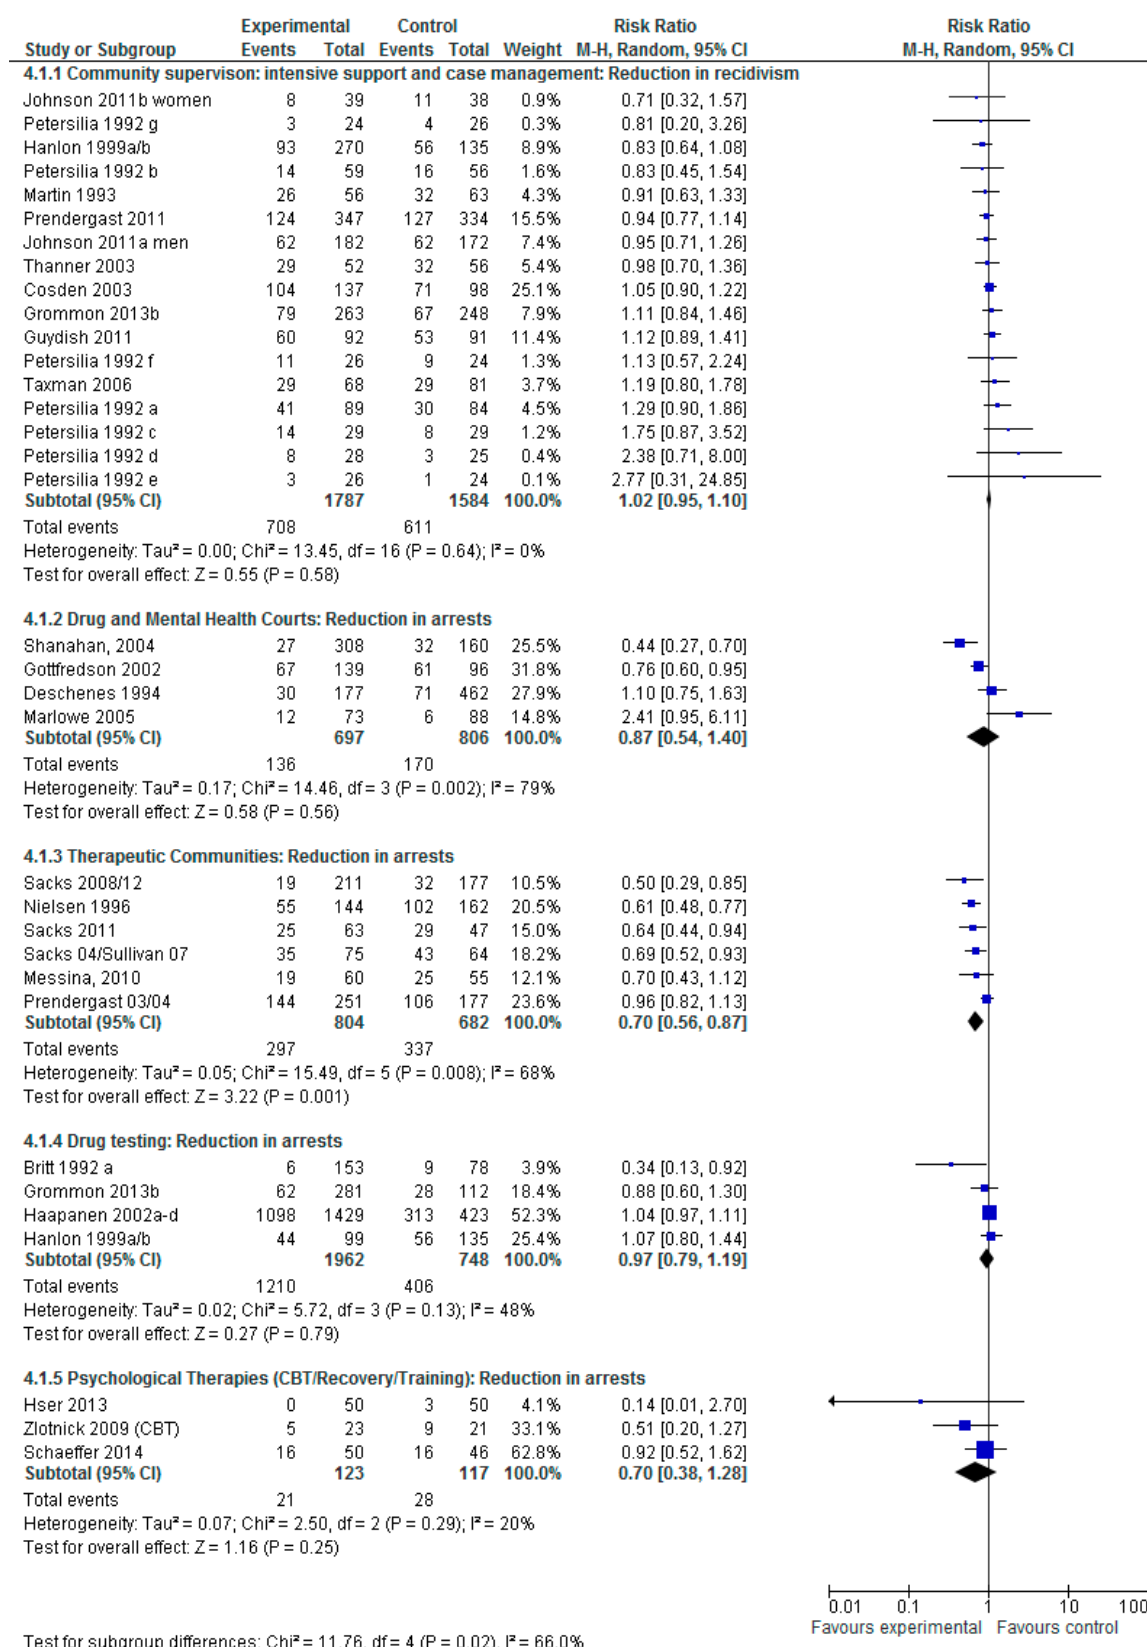 Experimental Control Risk Ratio Risk Ratio
Study or Subgroup Events Total Events Total Weight M-H, Random, 95% CI M-H, Random, 95% CI
4.1.1 Community supervison: intensive support and case management: Reduction in recidivism
Johnson 2011b women 8 39 11 38 0.9% 0.71 [0.32, 1.57]
Petersilia 1992 g 3 24 4 26 0.3% 0.81 [0.20, 3.26]
Hanlon 1999a/b 93 270 56 135 8.9% 0.83 [0.64, 1.08]
Petersilia 1992 b 14 59 16 56 1.6% 0.83 [0.45, 1.54]
Martin 1993 26 56 32 63 4.3% 0.91 [0.63, 1.33]
Prendergast 2011 124 347 127 334 15.5% 0.94 [0.77, 1.14]
Johnson 2011a men 62 182 62 172 7.4% 0.95 [0.71, 1.26]
Thanner 2003 29 52 32 56 5.4% 0.98 [0.70, 1.36]
Cosden 2003 104 137 71 98 25.1% 1.05 [0.90, 1.22]
Grommon 2013b 79 263 67 248 7.9% 1.11 [0.84, 1.46]
Guydish 2011 60 92 53 91 11.4% 1.12 [0.89, 1.41]
Petersilia 1992 f 11 26 9 24 1.3% 1.13 [0.57, 2.24]
Taxman 2006 29 68 29 81 3.7% 1.19 [0.80, 1.78]
Petersilia 1992 a 41 89 30 84 4.5% 1.29 [0.90, 1.86]
Petersilia 1992 c 14 29 8 29 1.2% 1.75 [0.87, 3.52]
Petersilia 1992 d 8 28 3 25 0.4% 2.38 [0.71, 8.00]
Petersilia 1992 e 3 26 1 24 0.1% 2.77 [0.31, 24.85]
Subtotal (95% CI) 1787 1584 100.0% 1.02 [0.95, 1.10]
Total events 708 611
Heterogeneity: Tau² = 0.00; Chi² = 13.45, df = 16 (P = 0.64); I² = 0%
Test for overall effect: Z = 0.55 (P = 0.58)
4.1.2 Drug and Mental Health Courts: Reduction in arrests
Shanahan, 2004 27 308 32 160 25.5% 0.44 [0.27, 0.70]
Gottfredson 2002 67 139 61 96 31.8% 0.76 [0.60, 0.95]
Deschenes 1994 30 177 71 462 27.9% 1.10 [0.75, 1.63]
Marlowe 2005 12 73 6 88 14.8% 2.41 [0.95, 6.11]
Subtotal (95% CI) 697 806 100.0% 0.87 [0.54, 1.40]
Total events 136 170
Heterogeneity: Tau² = 0.17; Chi² = 14.46, df = 3 (P = 0.002); I² = 79%
Test for overall effect: Z = 0.58 (P = 0.56)
4.1.3 Therapeutic Communities: Reduction in arrests
Sacks 2008/12 19 211 32 177 10.5% 0.50 [0.29, 0.85]
Nielsen 1996 55 144 102 162 20.5% 0.61 [0.48, 0.77]
Sacks 2011 25 63 29 47 15.0% 0.64 [0.44, 0.94]
Sacks 04/Sullivan 07 35 75 43 64 18.2% 0.69 [0.52, 0.93]
Messina, 2010 19 60 25 55 12.1% 0.70 [0.43, 1.12]
Prendergast 03/04 144 251 106 177 23.6% 0.96 [0.82, 1.13]
Subtotal (95% CI) 804 682 100.0% 0.70 [0.56, 0.87]
Total events 297 337
Heterogeneity: Tau² = 0.05; Chi² = 15.49, df = 5 (P = 0.008); I² = 68%
Test for overall effect: Z = 3.22 (P = 0.001)
4.1.4 Drug testing: Reduction in arrests
Britt 1992 a 6 153 9 78 3.9% 0.34 [0.13, 0.92]
Grommon 2013b 62 281 28 112 18.4% 0.88 [0.60, 1.30]
Haapanen 2002a-d 1098 1429 313 423 52.3% 1.04 [0.97, 1.11]
Hanlon 1999a/b 44 99 56 135 25.4% 1.07 [0.80, 1.44]
Subtotal (95% CI) 1962 748 100.0% 0.97 [0.79, 1.19]
Total events 1210 406
Heterogeneity: Tau² = 0.02; Chi² = 5.72, df = 3 (P = 0.13); I² = 48%
Test for overall effect: Z = 0.27 (P = 0.79)
4.1.5 Psychological Therapies (CBT/Recovery/Training): Reduction in arrests
Hser 2013 0 50 3 50 4.1% 0.14 [0.01, 2.70]
Zlotnick 2009 (CBT) 5 23 9 21 33.1% 0.51 [0.20, 1.27]
Schaeffer 2014 16 50 16 46 62.8% 0.92 [0.52, 1.62]
Subtotal (95% CI) 123 117 100.0% 0.70 [0.38, 1.28]
Total events 21 28
Heterogeneity: Tau² = 0.07; Chi² = 2.50, df = 2 (P = 0.29); I² = 20%
Test for overall effect: Z = 1.16 (P = 0.25)
0.01 0.1 1 10 100
Favours experimental Favours control
Test for subgroup differences: Chi² = 11.76, df = 4 (P = 0.02), I² = 66.0%